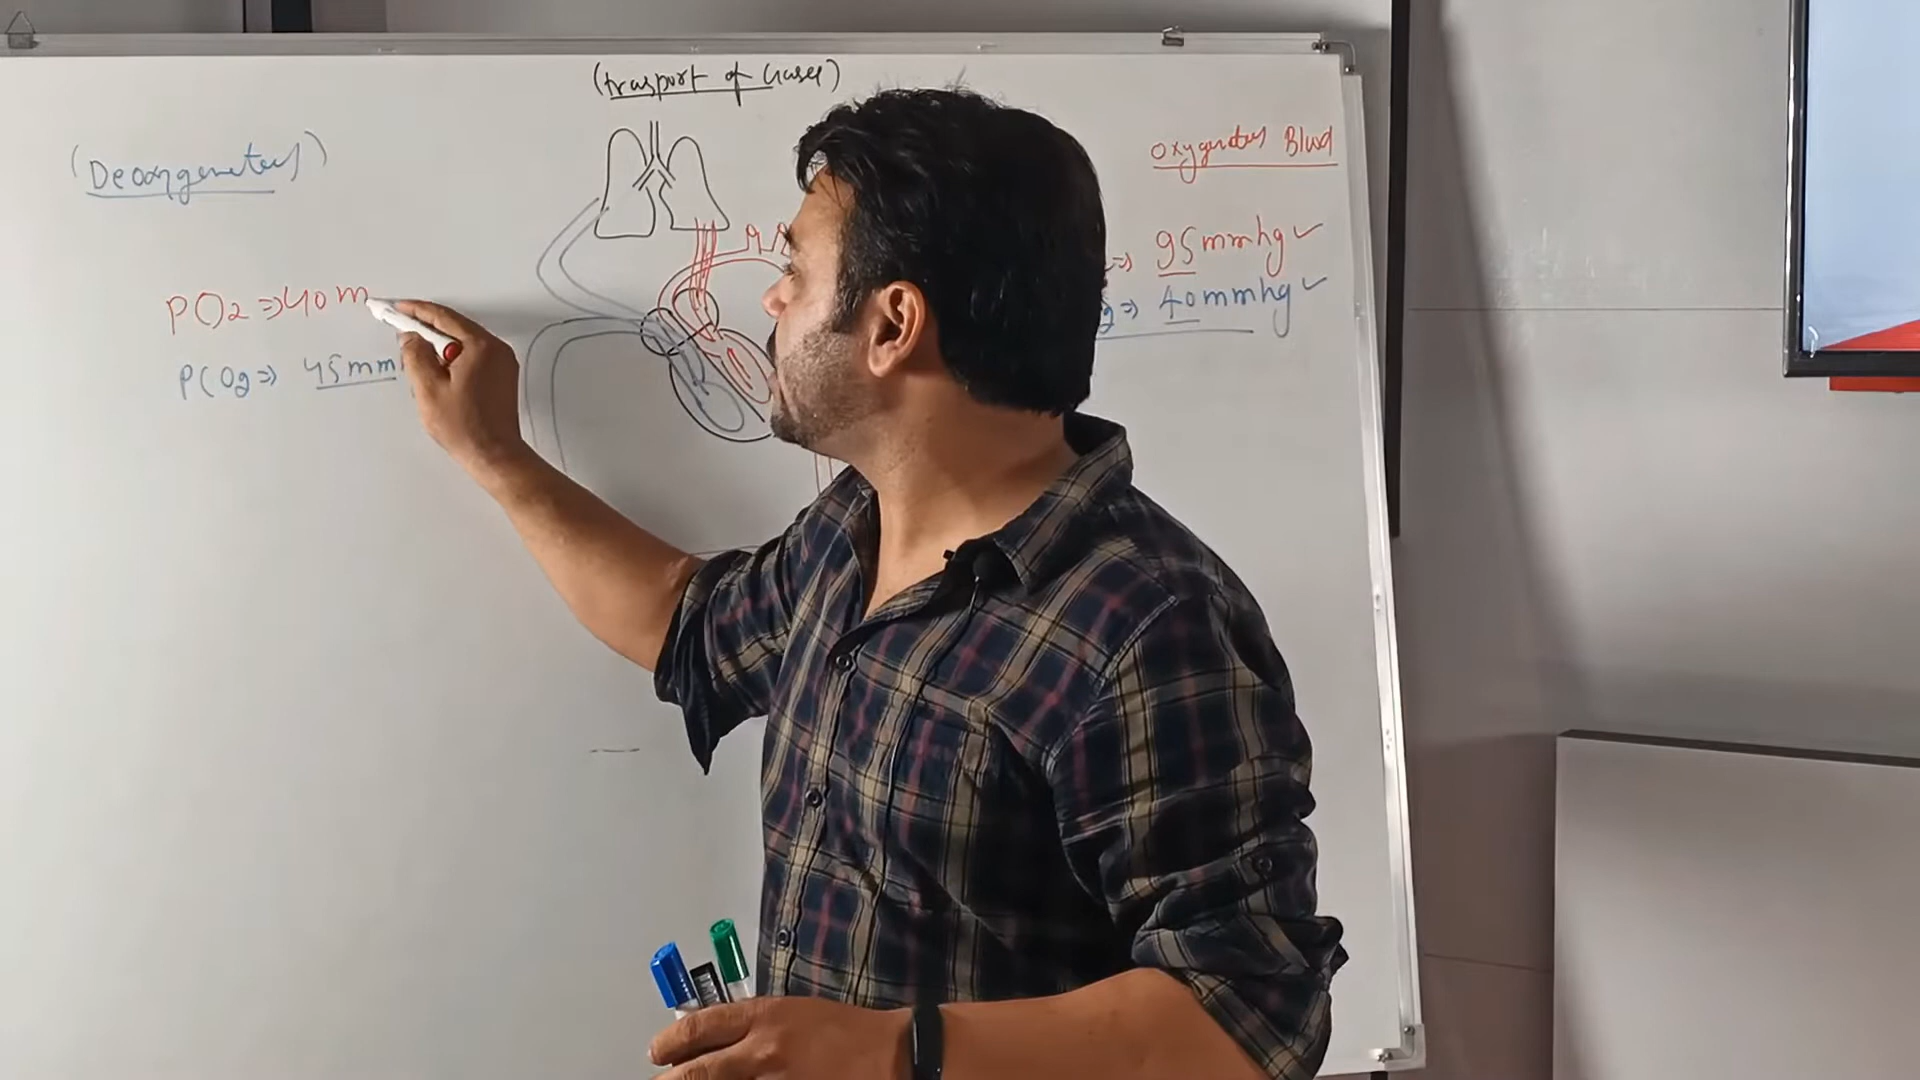 (trasport of Gases)
(Deoxygenated)
PO2 => 40 m
PCO2 => 45mm
Oxygenated Blood
=> 95mmhg ✓
=> 40mmhg ✓